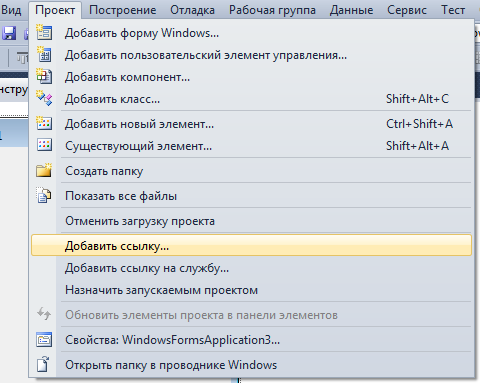 Вид Проект Построение Отладка Рабочая группа Данные Сервис Тест
Добавить форму Windows...
Добавить пользовательский элемент управления...
Добавить компонент...
Добавить класс... Shift+Alt+C
Добавить новый элемент... Ctrl+Shift+A
Существующий элемент... Shift+Alt+A
Создать папку
Показать все файлы
Отменить загрузку проекта
Добавить ссылку...
Добавить ссылку на службу...
Назначить запускаемым проектом
Обновить элементы проекта в панели элементов
Свойства: WindowsFormsApplication3...
Открыть папку в проводнике Windows